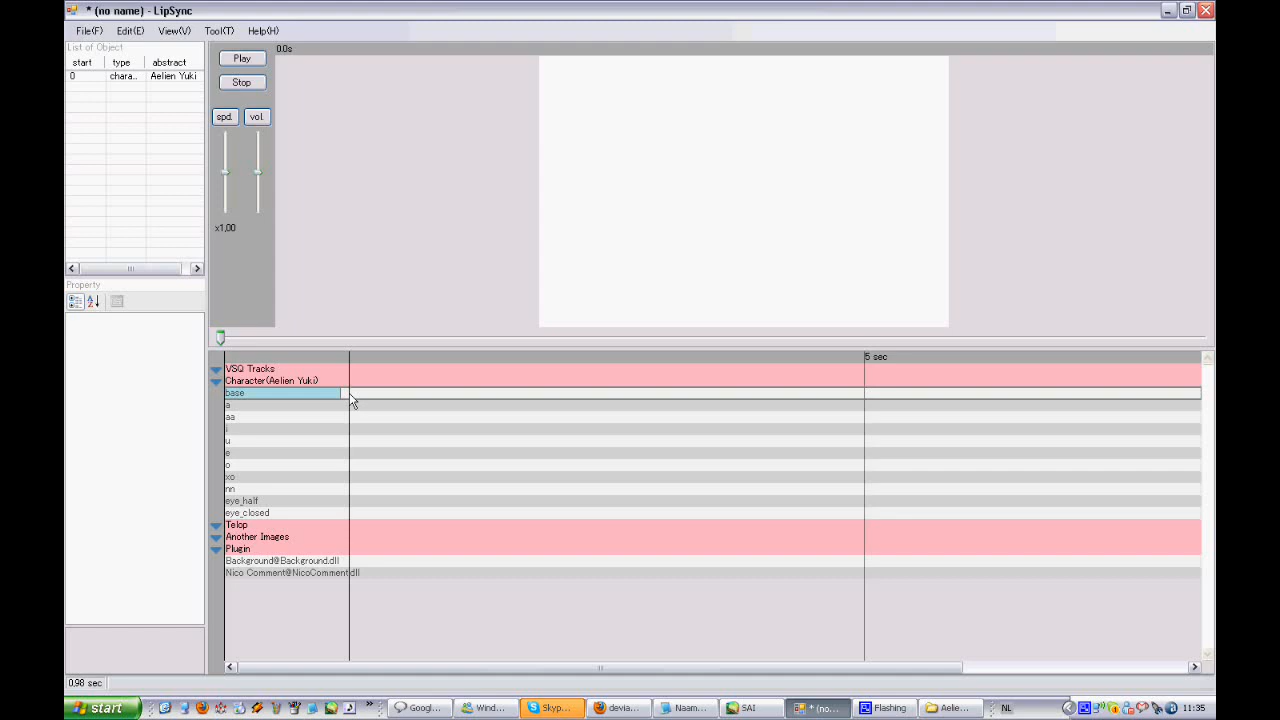 * (no name) - LipSync
File(F) Edit(E) View(V) Tool(T) Help(H)
List of Object
start type abstract
0 chara.. Aelien Yuki
Play
Stop
spd. vol.
x1,00
0.0s
Property
5 sec
VSQ Tracks
Character(Aelien Yuki)
base
a
aa
i
u
e
o
xo
nn
eye_half
eye_closed
Telop
Another Images
Plugin
Background@Background.dll
Nico Comment@NicoComment.dll
0.98 sec
start
» Googl...
Wind...
Skyp...
devia...
Naam...
SAI
* (no...
Flashing
Aele...
NL
11:35